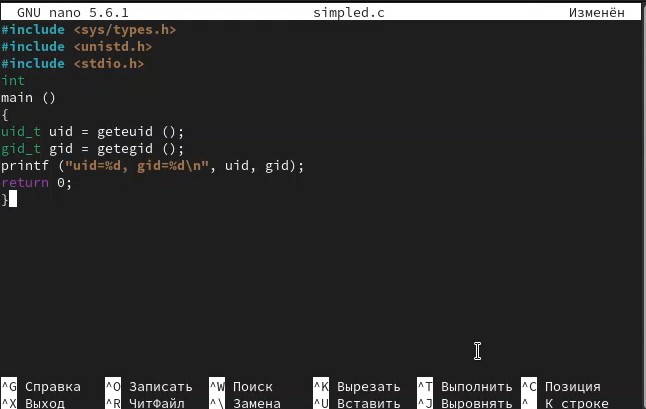 GNU nano 5.6.1 simpled.c Изменён
#include <sys/types.h>
#include <unistd.h>
#include <stdio.h>
int
main ()
{
uid_t uid = geteuid ();
gid_t gid = getegid ();
printf ("uid=%d, gid=%d\n", uid, gid);
return 0;
}
^G Справка ^O Записать ^W Поиск ^K Вырезать ^T Выполнить ^C Позиция
^X Выход ^R ЧитФайл ^\ Замена ^U Вставить ^J Выровнять ^ К строке